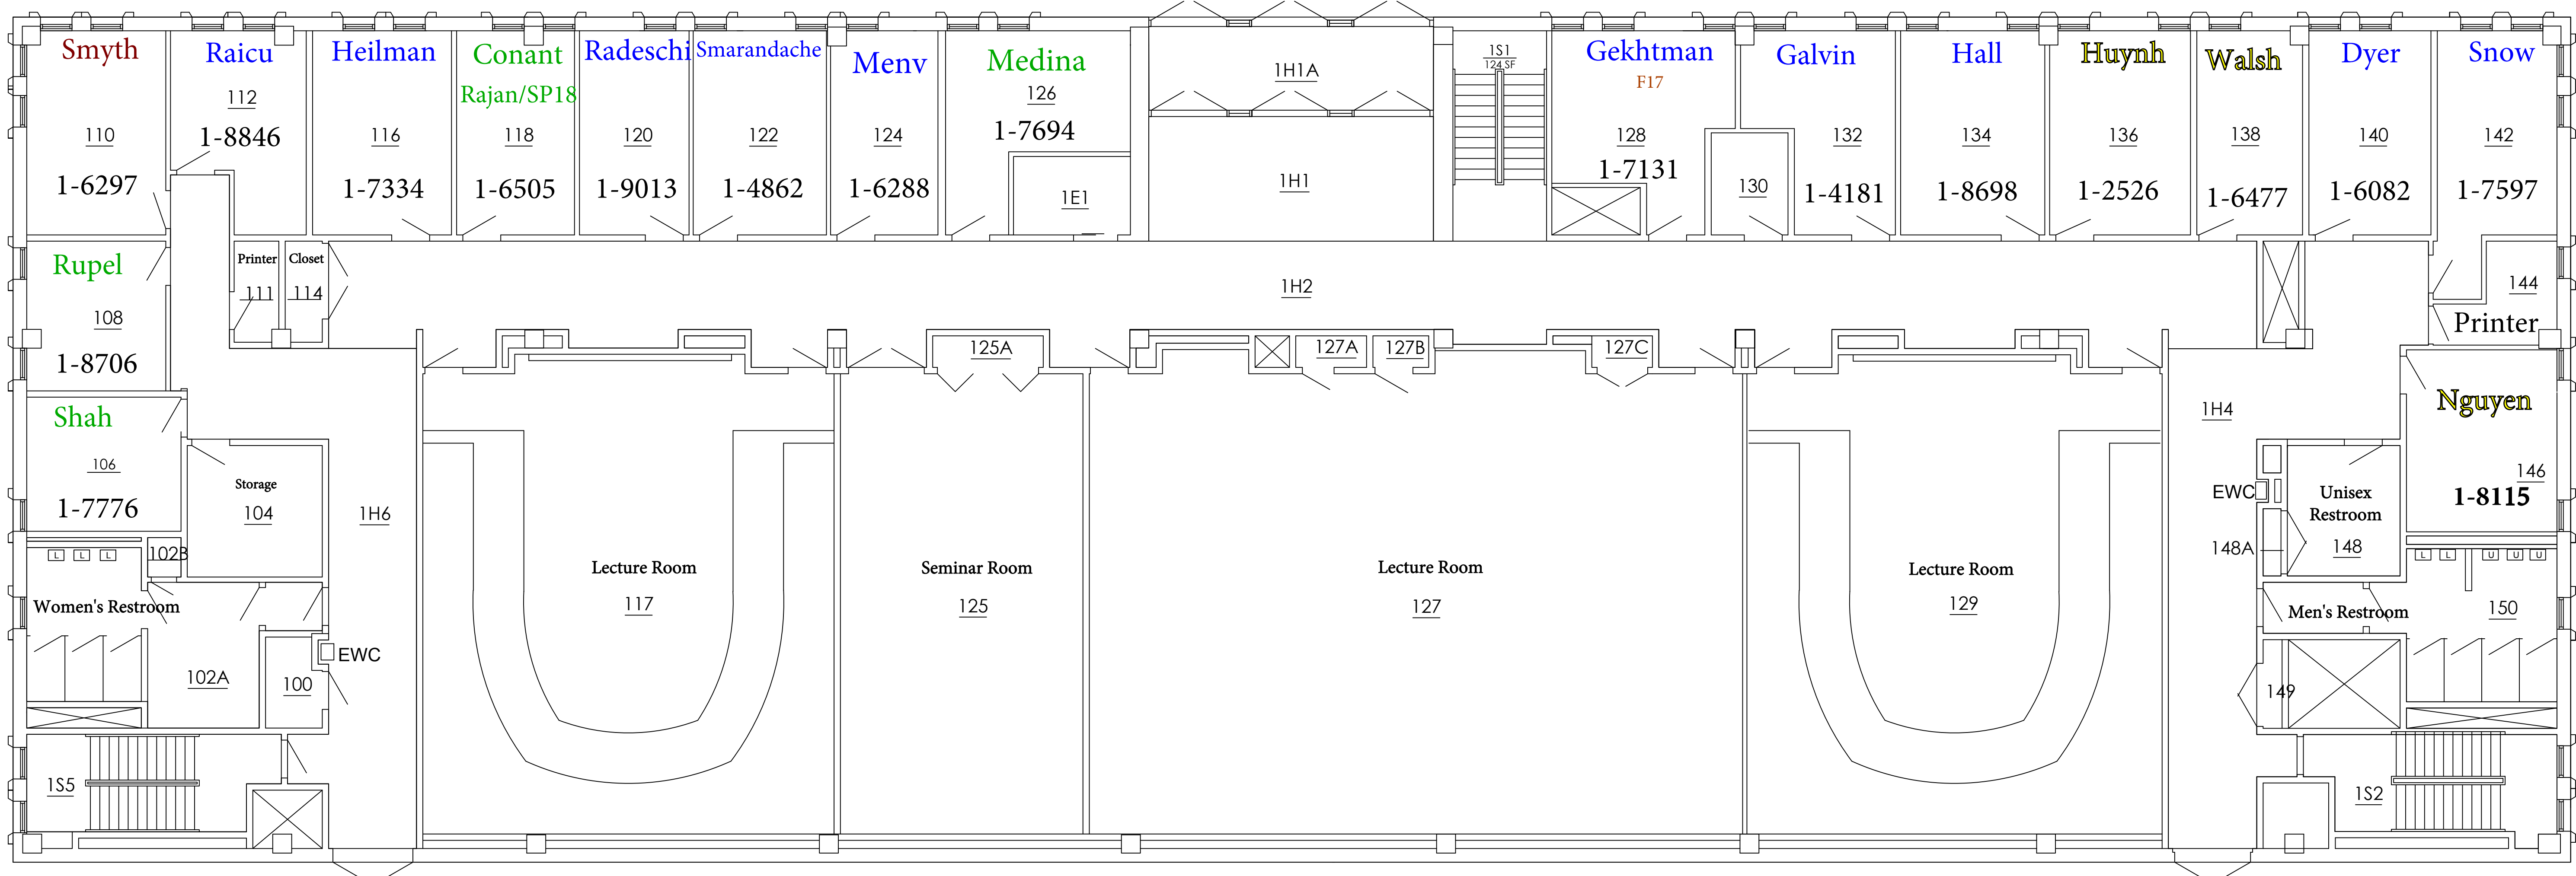 Smyth
110
1-6297
Raicu
112
1-8846
Heilman
116
1-7334
Conant
Rajan/SP18
118
1-6505
Radeschi
120
1-9013
Smarandache
122
1-4862
Menv
124
1-6288
Medina
126
1-7694
1E1
1H1A
1H1
1S1
124 SF
Gekhtman
F17
128
1-7131
130
Galvin
132
1-4181
Hall
134
1-8698
Huynh
136
1-2526
Walsh
138
1-6477
Dyer
140
1-6082
Snow
142
1-7597
Rupel
108
1-8706
Printer
111
Closet
114
1H2
144
Printer
125A
127A
127B
127C
Shah
106
1-7776
Storage
104
1H6
1H4
Nguyen
146
1-8115
EWC
Unisex
Restroom
148
148A
L L L
102B
L L U U U
Women's Restroom
Lecture Room
117
Seminar Room
125
Lecture Room
127
Lecture Room
129
Men's Restroom
150
EWC
102A
100
149
1S5
1S2